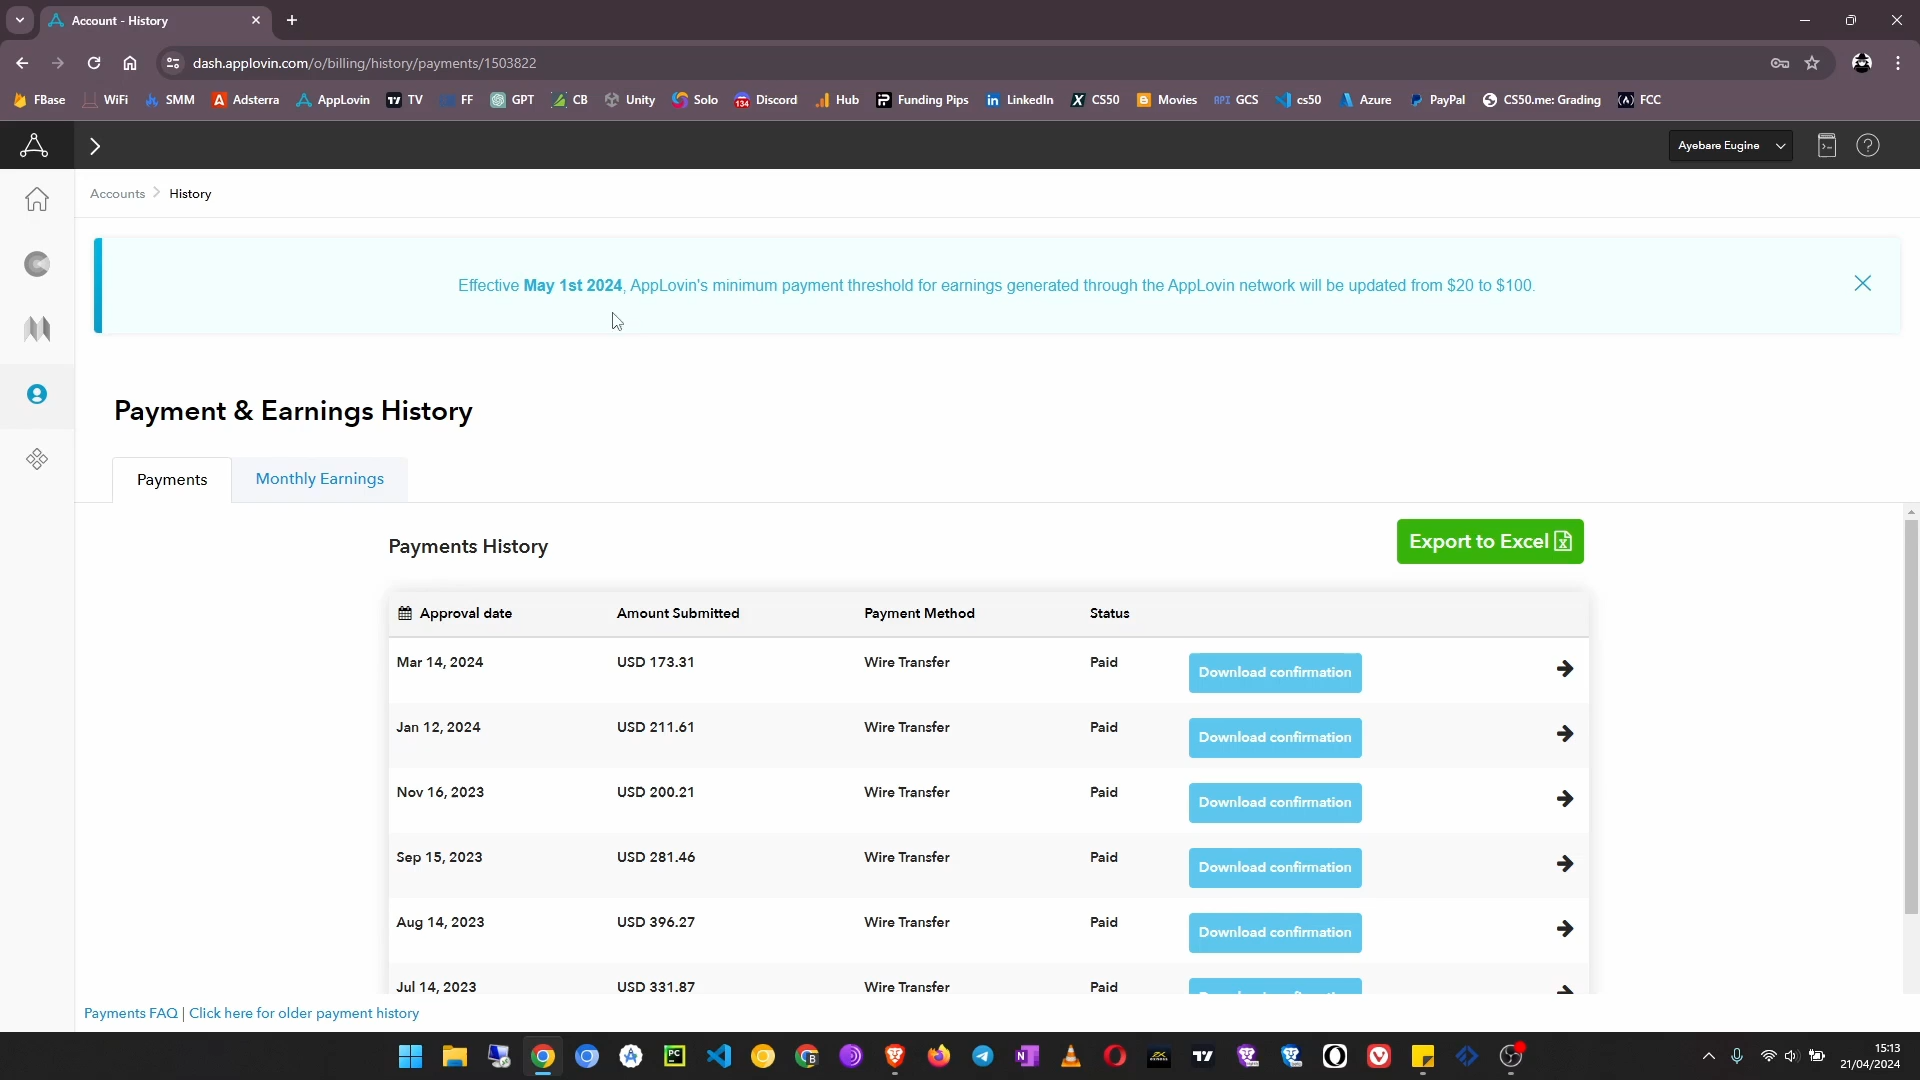 Account - History
dash.applovin.com/o/billing/history/payments/1503822
FBase WiFi SMM Adsterra AppLovin TV FF GPT CB Unity Solo Discord Hub Funding Pips LinkedIn CS50 Movies API GCS cs50 Azure PayPal CS50.me: Grading FCC
134
Ayebare Eugine
Accounts History
Effective May 1st 2024, AppLovin's minimum payment threshold for earnings generated through the AppLovin network will be updated from $20 to $100.
Payment & Earnings History
Payments Monthly Earnings
Payments History
Export to Excel
Approval date Amount Submitted Payment Method Status
Mar 14, 2024 USD 173.31 Wire Transfer Paid Download confirmation
Jan 12, 2024 USD 211.61 Wire Transfer Paid Download confirmation
Nov 16, 2023 USD 200.21 Wire Transfer Paid Download confirmation
Sep 15, 2023 USD 281.46 Wire Transfer Paid Download confirmation
Aug 14, 2023 USD 396.27 Wire Transfer Paid Download confirmation
Jul 14, 2023 USD 331.87 Wire Transfer Paid
Payments FAQ | Click here for older payment history
15:13
21/04/2024